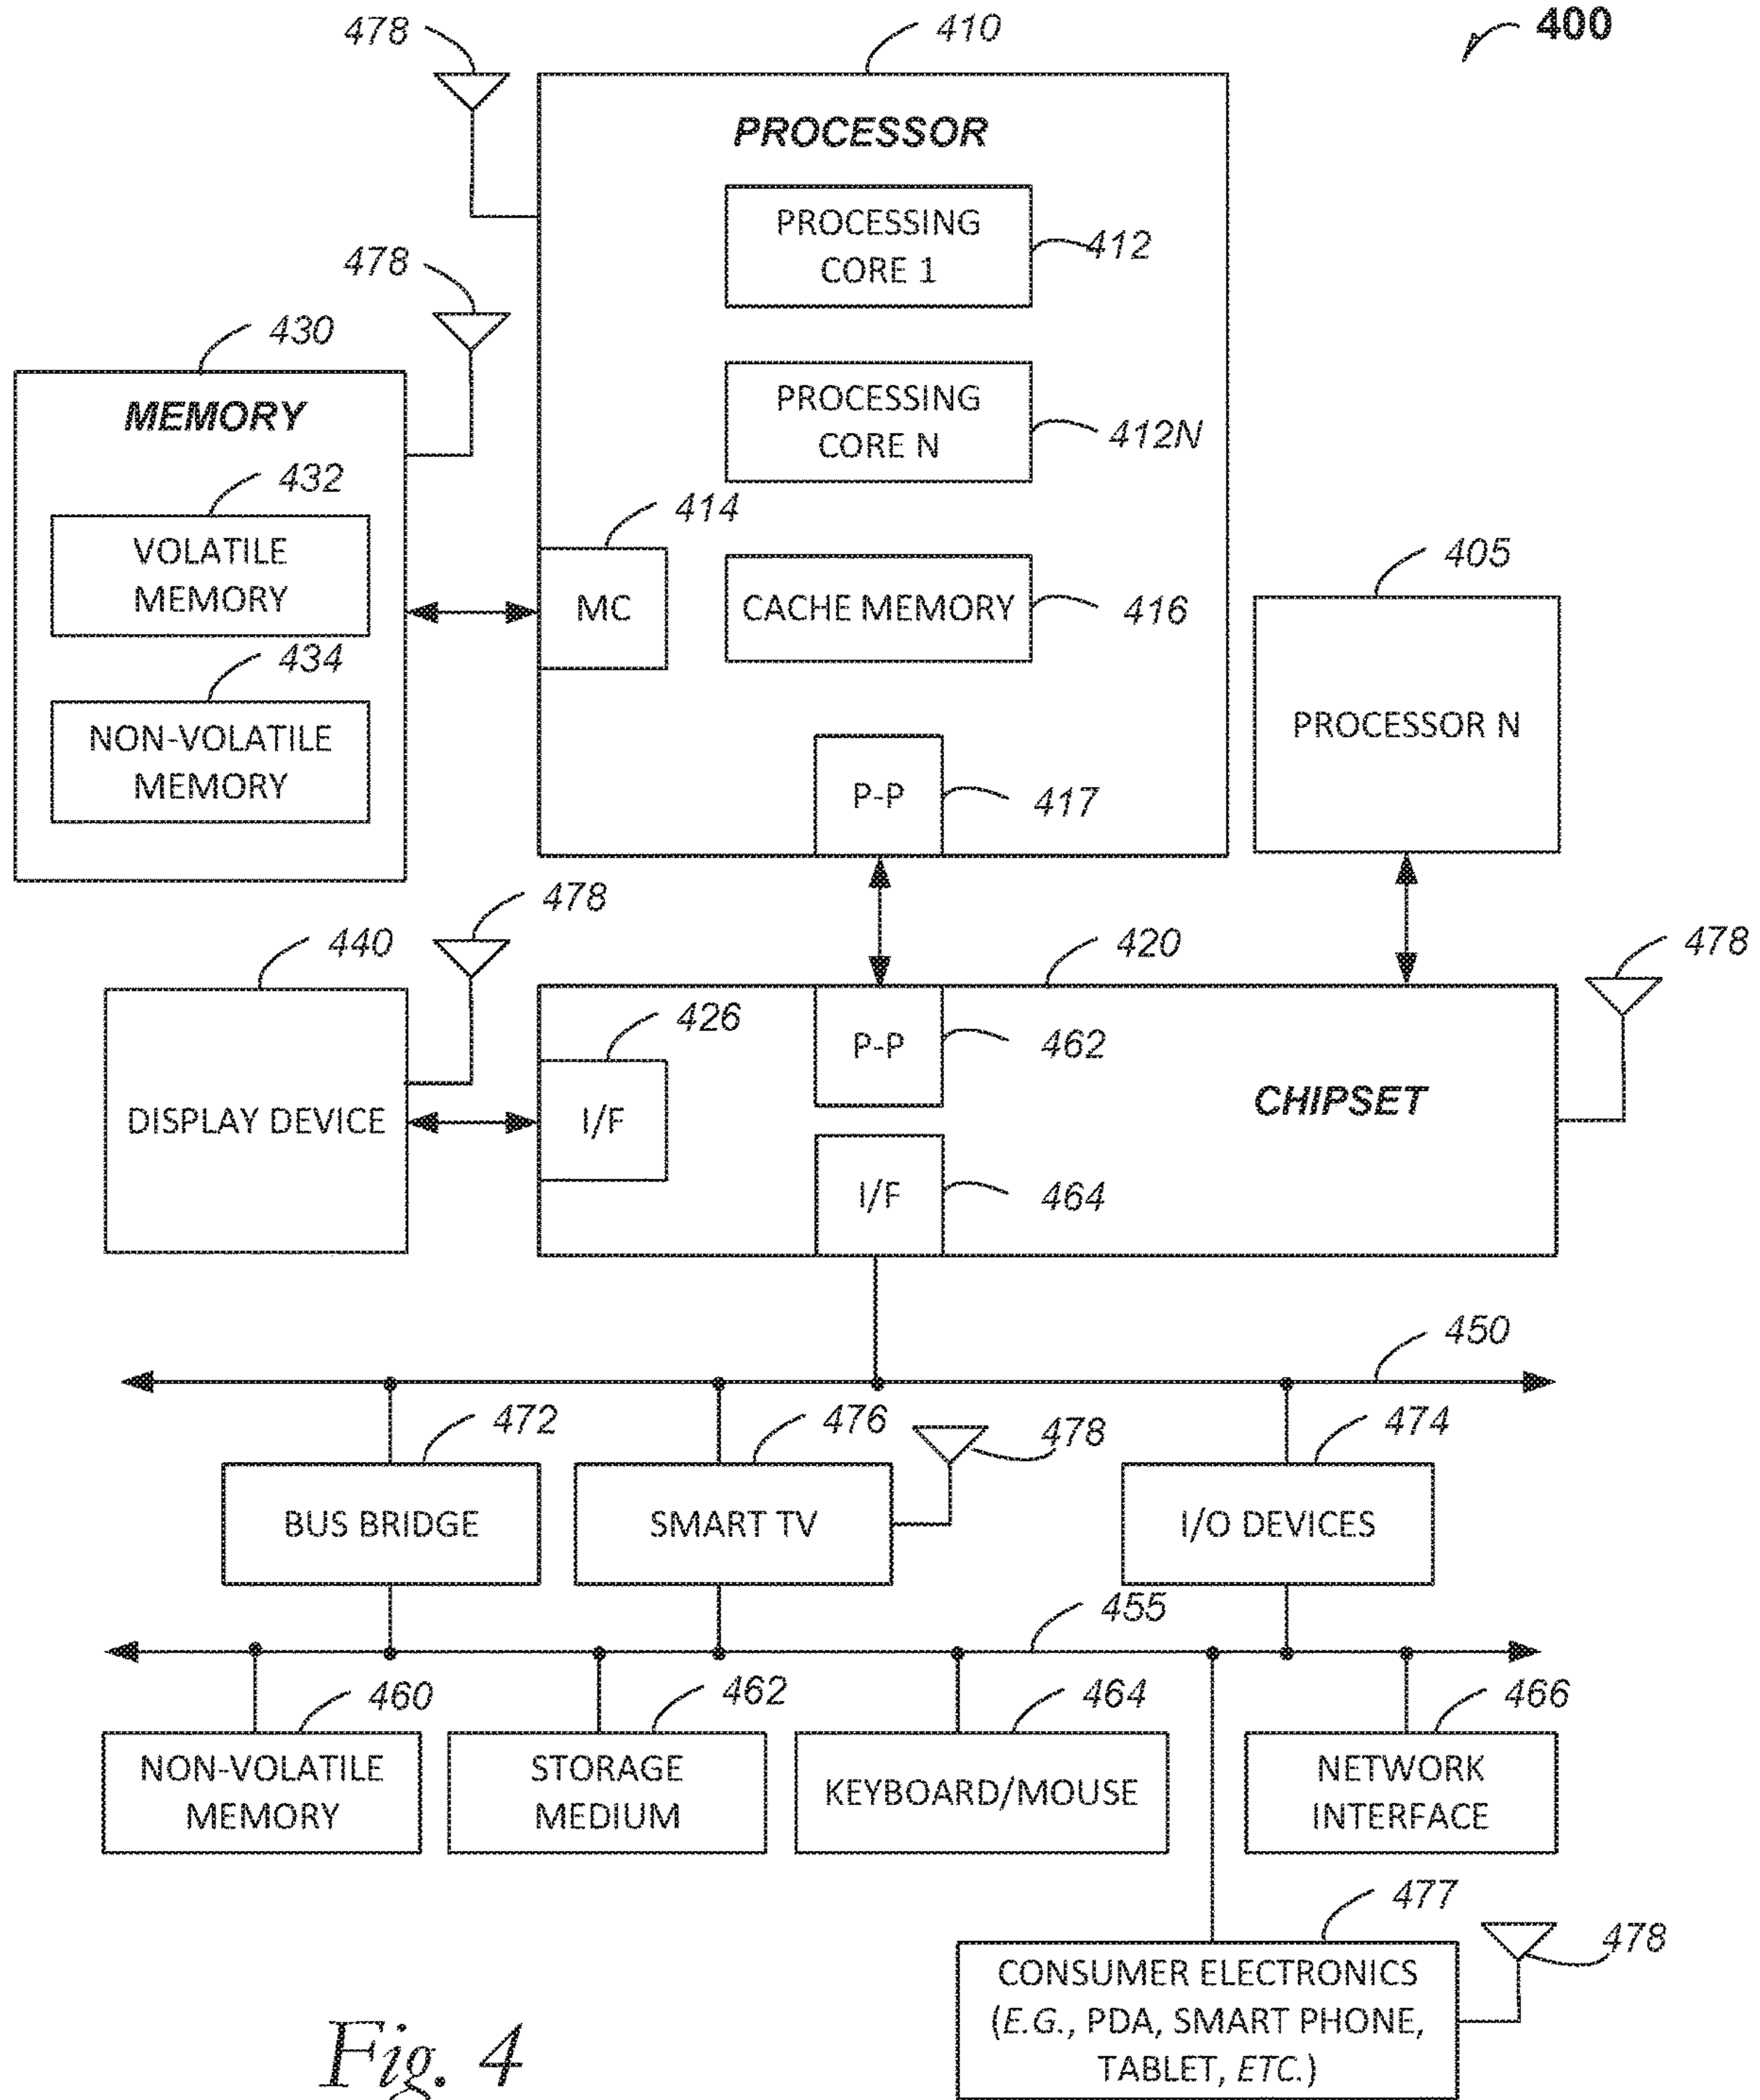 400
478
410
PROCESSOR
PROCESSING
CORE 1
412
478
430
MEMORY
PROCESSING
CORE N
412N
432
VOLATILE
MEMORY
414
MC
CACHE MEMORY
416
405
PROCESSOR N
434
NON-VOLATILE
MEMORY
P-P
417
478
440
DISPLAY DEVICE
420
478
426
I/F
P-P
462
CHIPSET
I/F
464
450
472
BUS BRIDGE
476
SMART TV
478
474
I/O DEVICES
455
460
NON-VOLATILE
MEMORY
462
STORAGE
MEDIUM
464
KEYBOARD/MOUSE
466
NETWORK
INTERFACE
477
CONSUMER ELECTRONICS
(E.G., PDA, SMART PHONE,
TABLET, ETC.)
478
Fig. 4